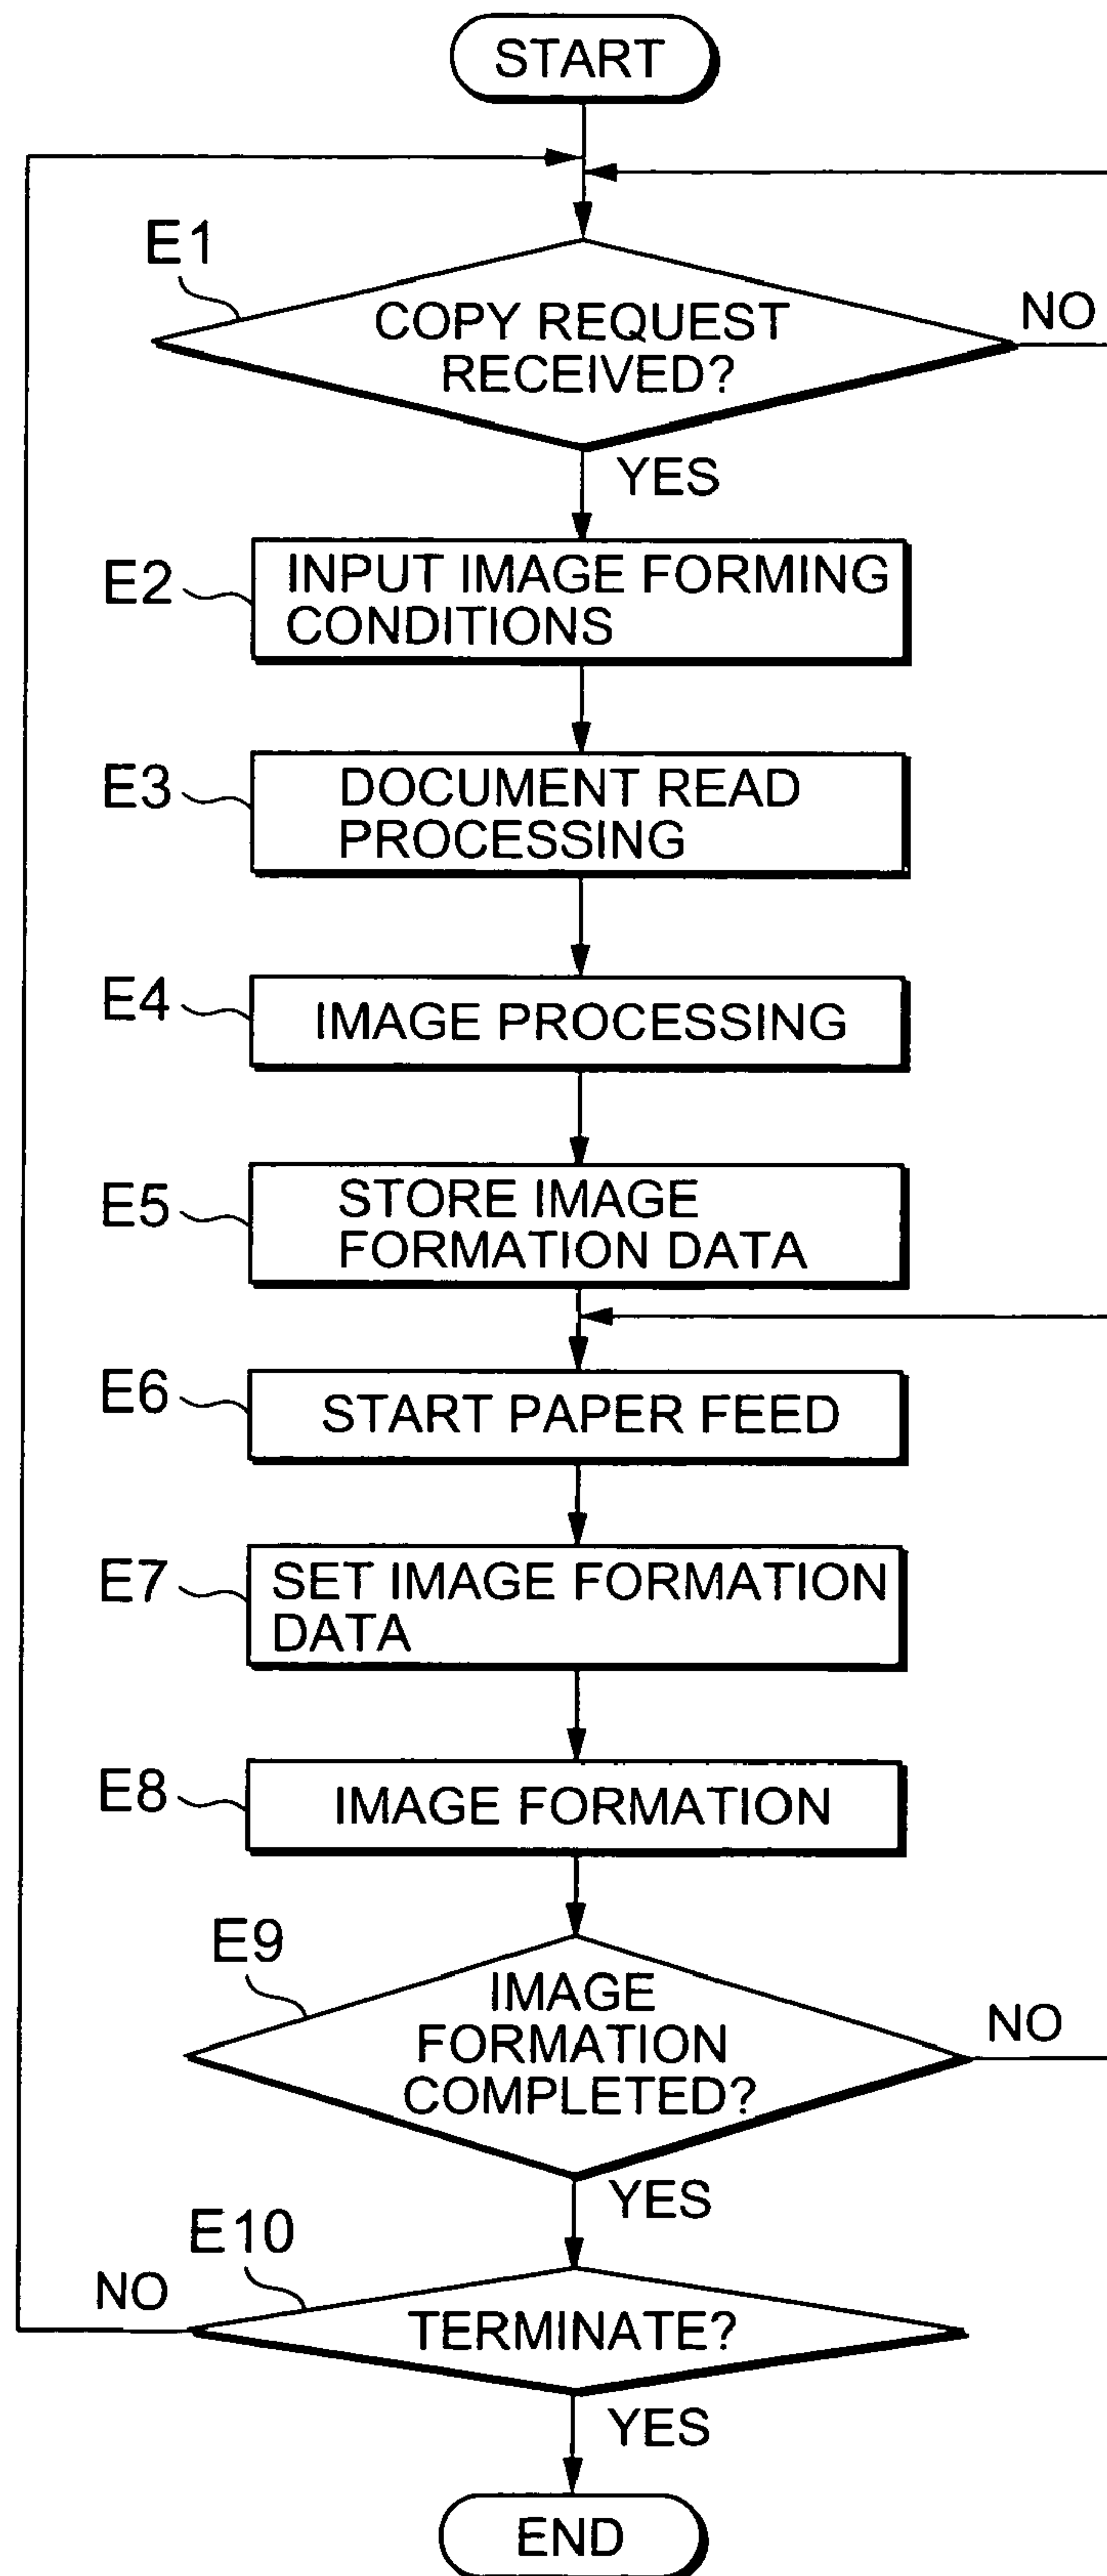 START
E1
COPY REQUEST
RECEIVED?
NO
YES
E2
INPUT IMAGE FORMING
CONDITIONS
E3
DOCUMENT READ
PROCESSING
E4
IMAGE PROCESSING
E5
STORE IMAGE
FORMATION DATA
E6
START PAPER FEED
E7
SET IMAGE FORMATION
DATA
E8
IMAGE FORMATION
E9
IMAGE
FORMATION
COMPLETED?
NO
YES
E10
NO
TERMINATE?
YES
END